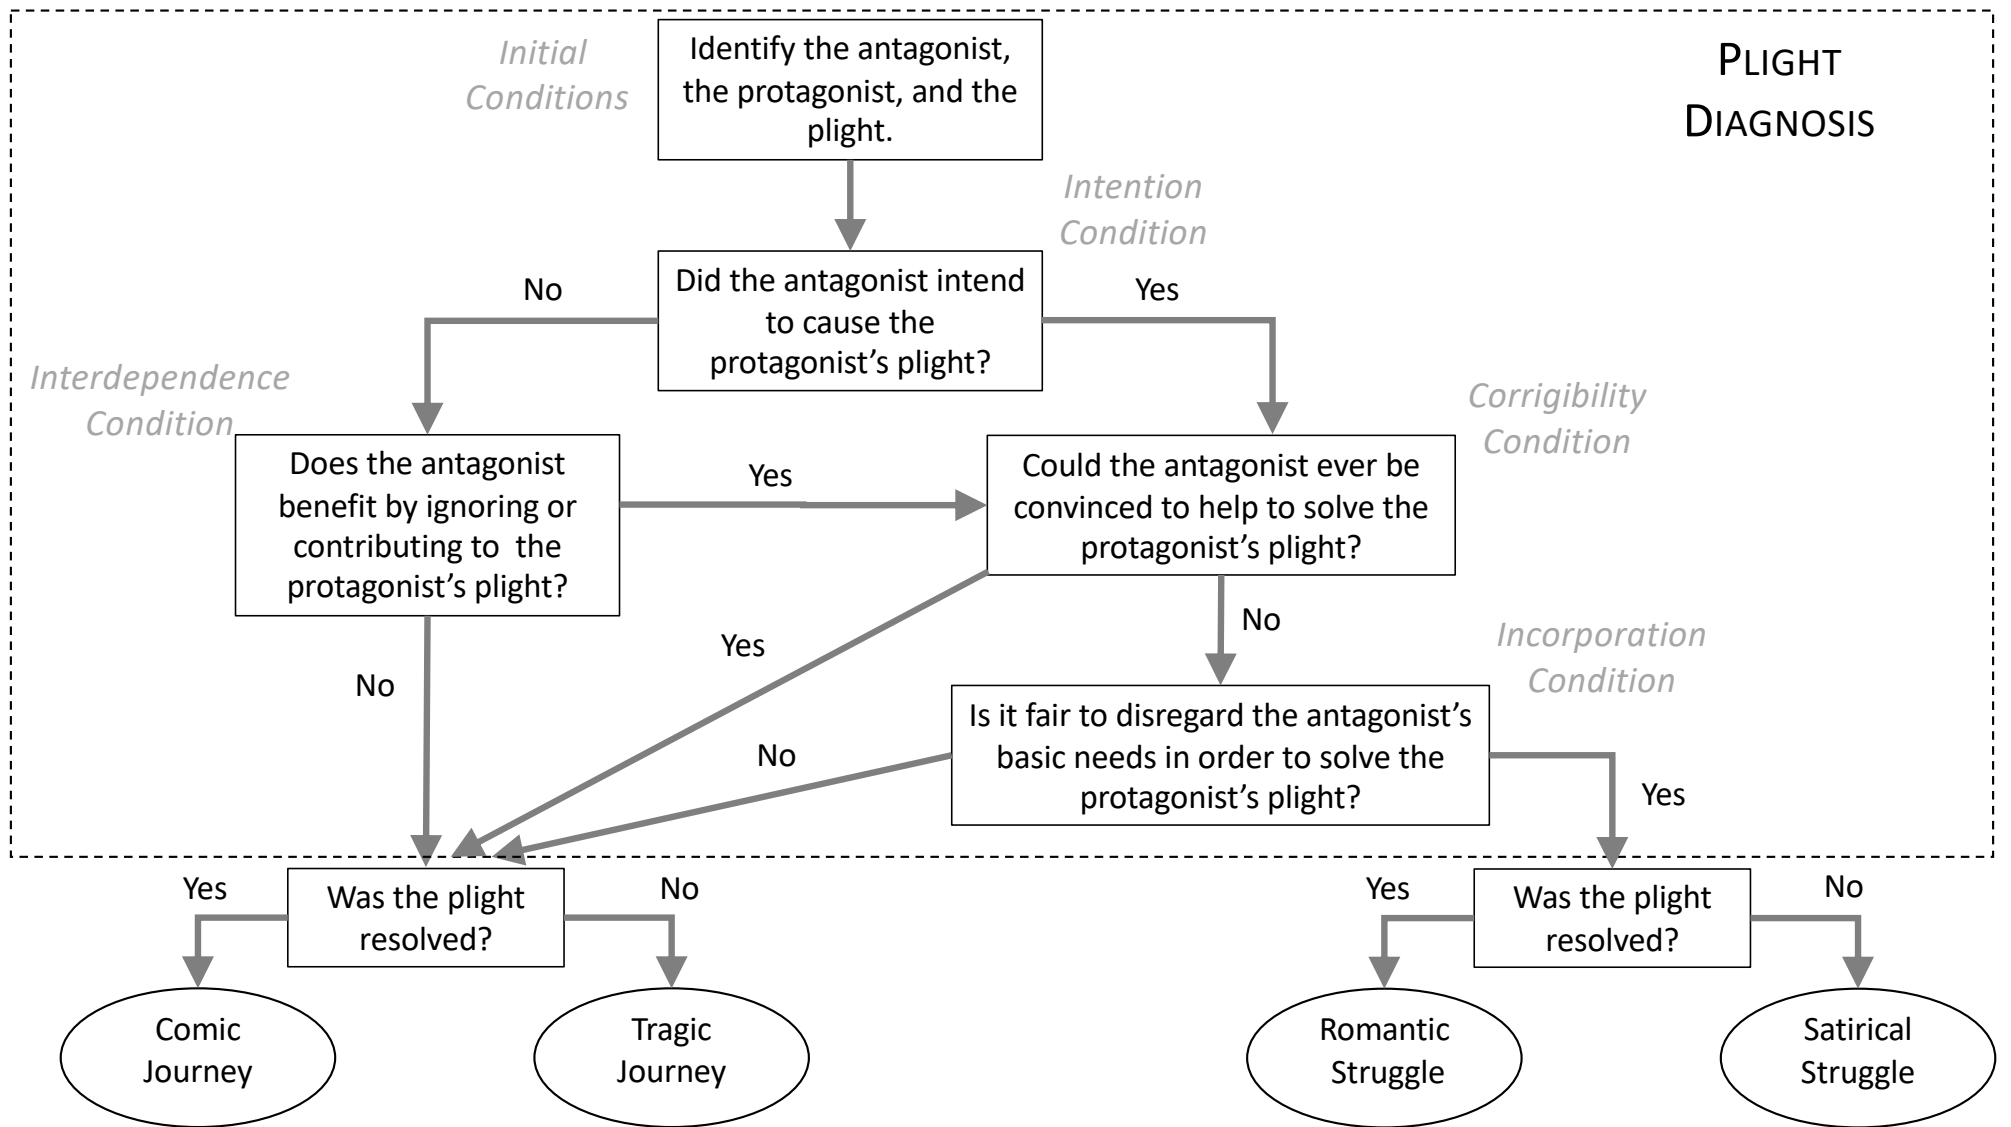 Initial
Conditions
Identify the antagonist,
the protagonist, and the
plight.
PLIGHT
DIAGNOSIS
Intention
Condition
No
Did the antagonist intend
to cause the
protagonist’s plight?
Yes
Interdependence
Condition
Corrigibility
Condition
Does the antagonist
benefit by ignoring or
contributing to  the
protagonist’s plight?
Yes
Could the antagonist ever be
convinced to help to solve the
protagonist’s plight?
No
Yes
No
Incorporation
Condition
Is it fair to disregard the antagonist’s
basic needs in order to solve the
protagonist’s plight?
No
Yes
Yes
Was the plight
resolved?
No
Yes
Was the plight
resolved?
No
Comic
Journey
Tragic
Journey
Romantic
Struggle
Satirical
Struggle